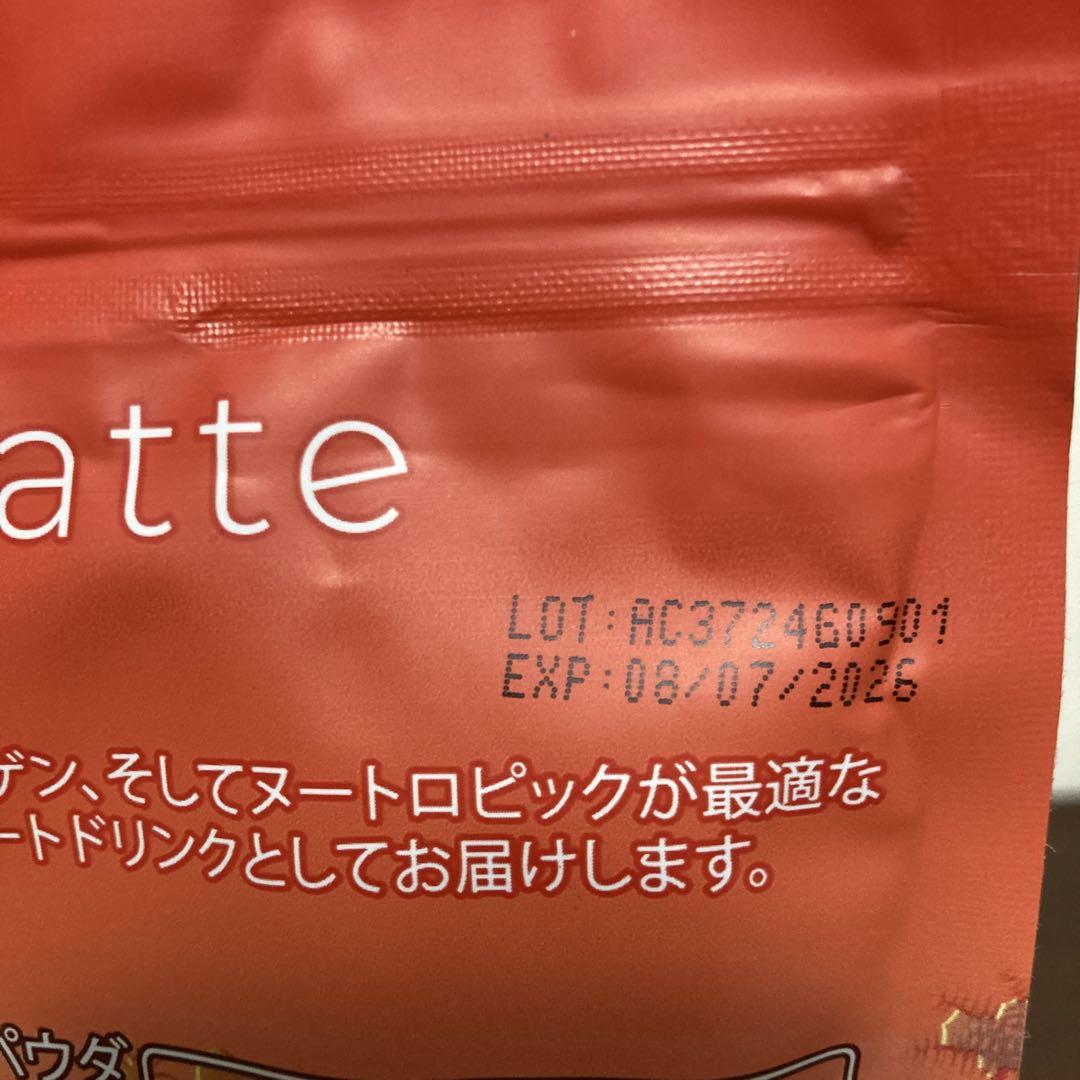 atte
LOT:AC3724G0901
EXP:08/07/2026
ゲン、そしてヌートロピックが最適な
ートドリンクとしてお届けします。
パウダ